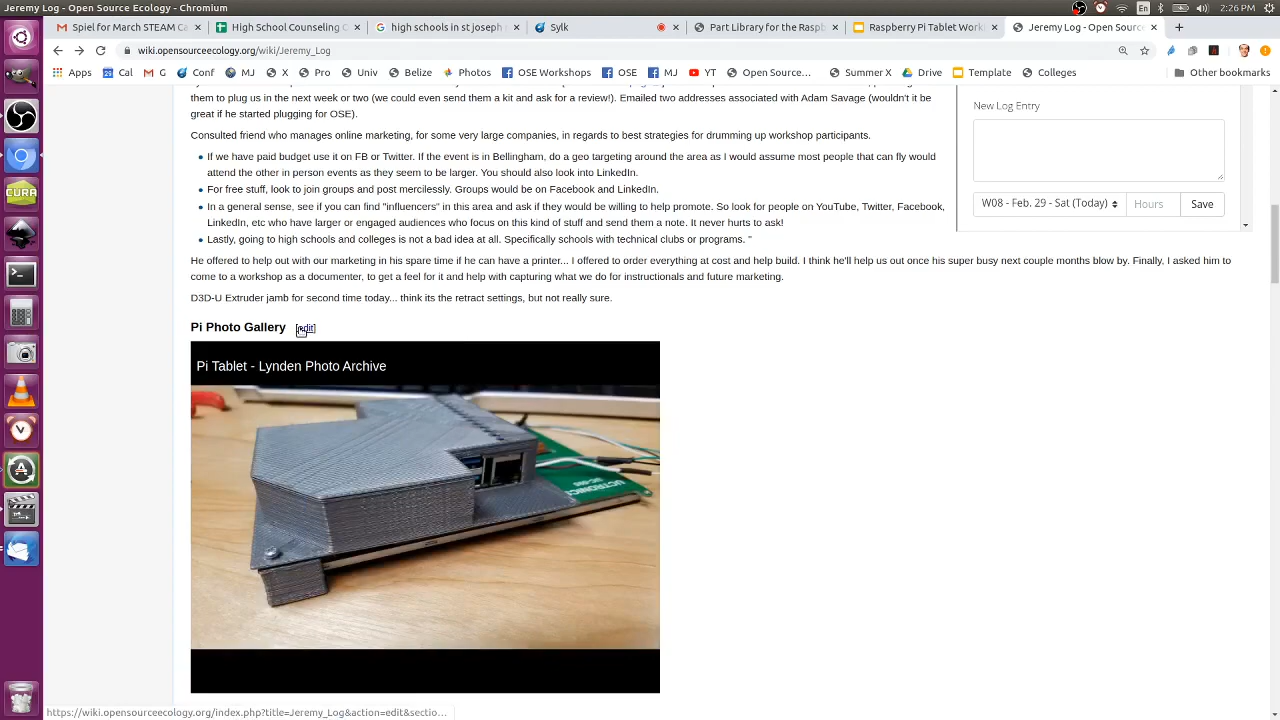 Jeremy Log - Open Source Ecology - Chromium
En
2:26 PM
Spiel for March STEAM Ca
High School Counseling C
high schools in st joseph
Sylk
Part Library for the Raspb
Raspberry Pi Tablet Work
Jeremy Log - Open Source
wiki.opensourceecology.org/wiki/Jeremy_Log
Apps
Cal
G
Conf
MJ
X
Pro
Univ
Belize
Photos
OSE Workshops
OSE
MJ
YT
Open Source...
Summer X
Drive
Template
Colleges
Other bookmarks
them to plug us in the next week or two (we could even send them a kit and ask for a review!). Emailed two addresses associated with Adam Savage (wouldn't it be
great if he started plugging for OSE).
Consulted friend who manages online marketing, for some very large companies, in regards to best strategies for drumming up workshop participants.
If we have paid budget use it on FB or Twitter. If the event is in Bellingham, do a geo targeting around the area as I would assume most people that can fly would
attend the other in person events as they seem to be larger. You should also look into LinkedIn.
For free stuff, look to join groups and post mercilessly. Groups would be on Facebook and LinkedIn.
In a general sense, see if you can find "influencers" in this area and ask if they would be willing to help promote. So look for people on YouTube, Twitter, Facebook,
LinkedIn, etc who have larger or engaged audiences who focus on this kind of stuff and send them a note. It never hurts to ask!
Lastly, going to high schools and colleges is not a bad idea at all. Specifically schools with technical clubs or programs. "
New Log Entry
W08 - Feb. 29 - Sat (Today)
Hours
Save
He offered to help out with our marketing in his spare time if he can have a printer... I offered to order everything at cost and help build. I think he'll help us out once his super busy next couple months blow by. Finally, I asked him to
come to a workshop as a documenter, to get a feel for it and help with capturing what we do for instructionals and future marketing.
D3D-U Extruder jamb for second time today... think its the retract settings, but not really sure.
Pi Photo Gallery [edit]
Pi Tablet - Lynden Photo Archive
UCTRONICS
CURA
https://wiki.opensourceecology.org/index.php?title=Jeremy_Log&action=edit&sectio...